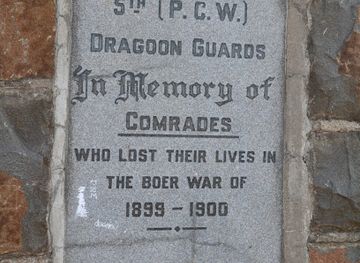 5TH (P.C.W.)
DRAGOON GUARDS
In Memory of
COMRADES
WHO LOST THEIR LIVES IN
THE BOER WAR OF
1899 - 1900